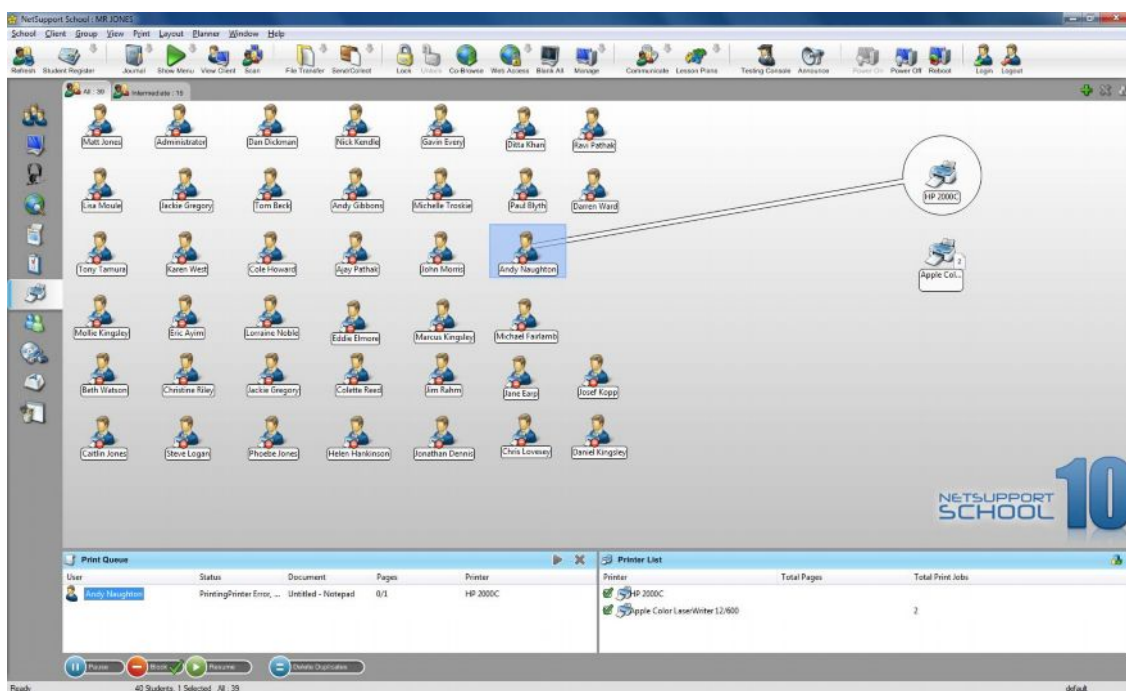 NetSupport School : MR JONES
School Client Group View Print Layout Planner Window Help
Refresh Student Register Journal Show Menu View Client Scan File Transfer Send/Collect Lock Unlock Co-Browse Web Access Blank All Manage Communicate Lesson Plans Testing Console Announce Power On Power Off Reboot Login Logout
All : 39 Intermediate : 19
Matt Jones Administrator Dan Dickman Nick Kendle Gavin Every Ditta Khan Ravi Pathak
HP 2000C
Lisa Moule Jackie Gregory Tom Beck Andy Gibbons Michelle Troskie Paul Blyth Darren Ward
Tony Tamura Karen West Cole Howard Ajay Pathak John Morris Andy Naughton
2
Apple Col...
Mollie Kingsley Eric Ayim Lorraine Noble Eddie Elmore Marcus Kingsley Michael Fairlamb
Beth Watson Christine Riley Jackie Gregory Colette Reed Jim Rahm Jane Earp Josef Kopp
Caitlin Jones Steve Logan Phoebe Jones Helen Hankinson Jonathan Dennis Chris Lovesey Daniel Kingsley
NETSUPPORT
SCHOOL 10
Print Queue
User Status Document Pages Printer
Andy Naughton PrintingPrinter Error, ... Untitled - Notepad 0/1 HP 2000C
Printer List
Printer Total Pages Total Print Jobs
HP 2000C
Apple Color LaserWriter 12/600 2
Pause Block Resume Delete Duplicates
Ready 40 Students, 1 Selected All : 39 default